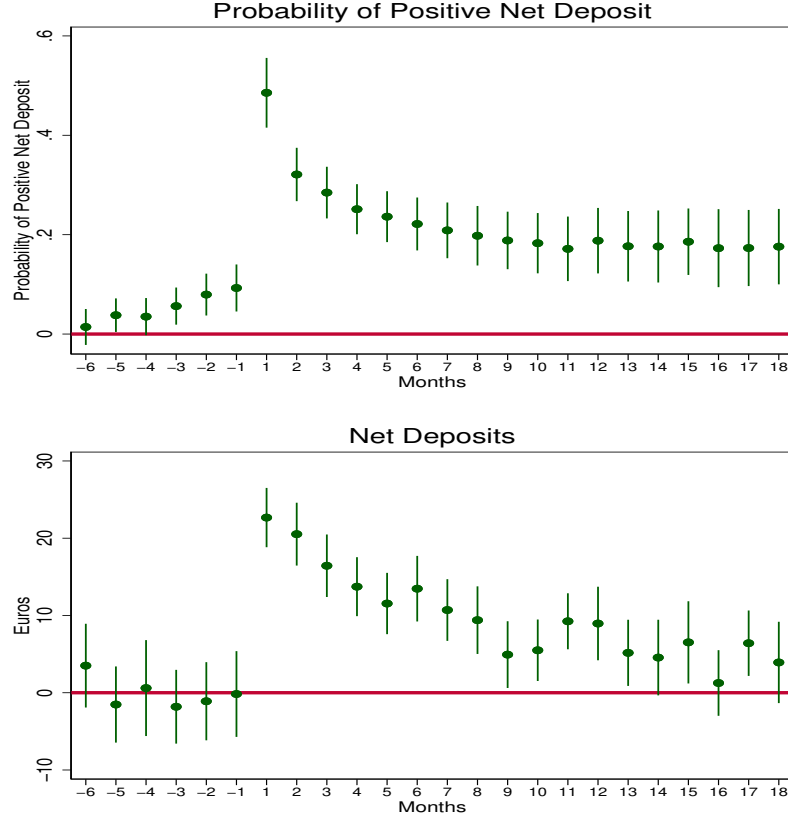 Probability of Positive Net Deposit
Probability of Positive Net Deposit
.6
.4
.2
0
−6 −5 −4 −3 −2 −1 1 2 3 4 5 6 7 8 9 10 11 12 13 14 15 16 17 18
Months
Net Deposits
Euros
30
20
10
0
−10
−6 −5 −4 −3 −2 −1 1 2 3 4 5 6 7 8 9 10 11 12 13 14 15 16 17 18
Months